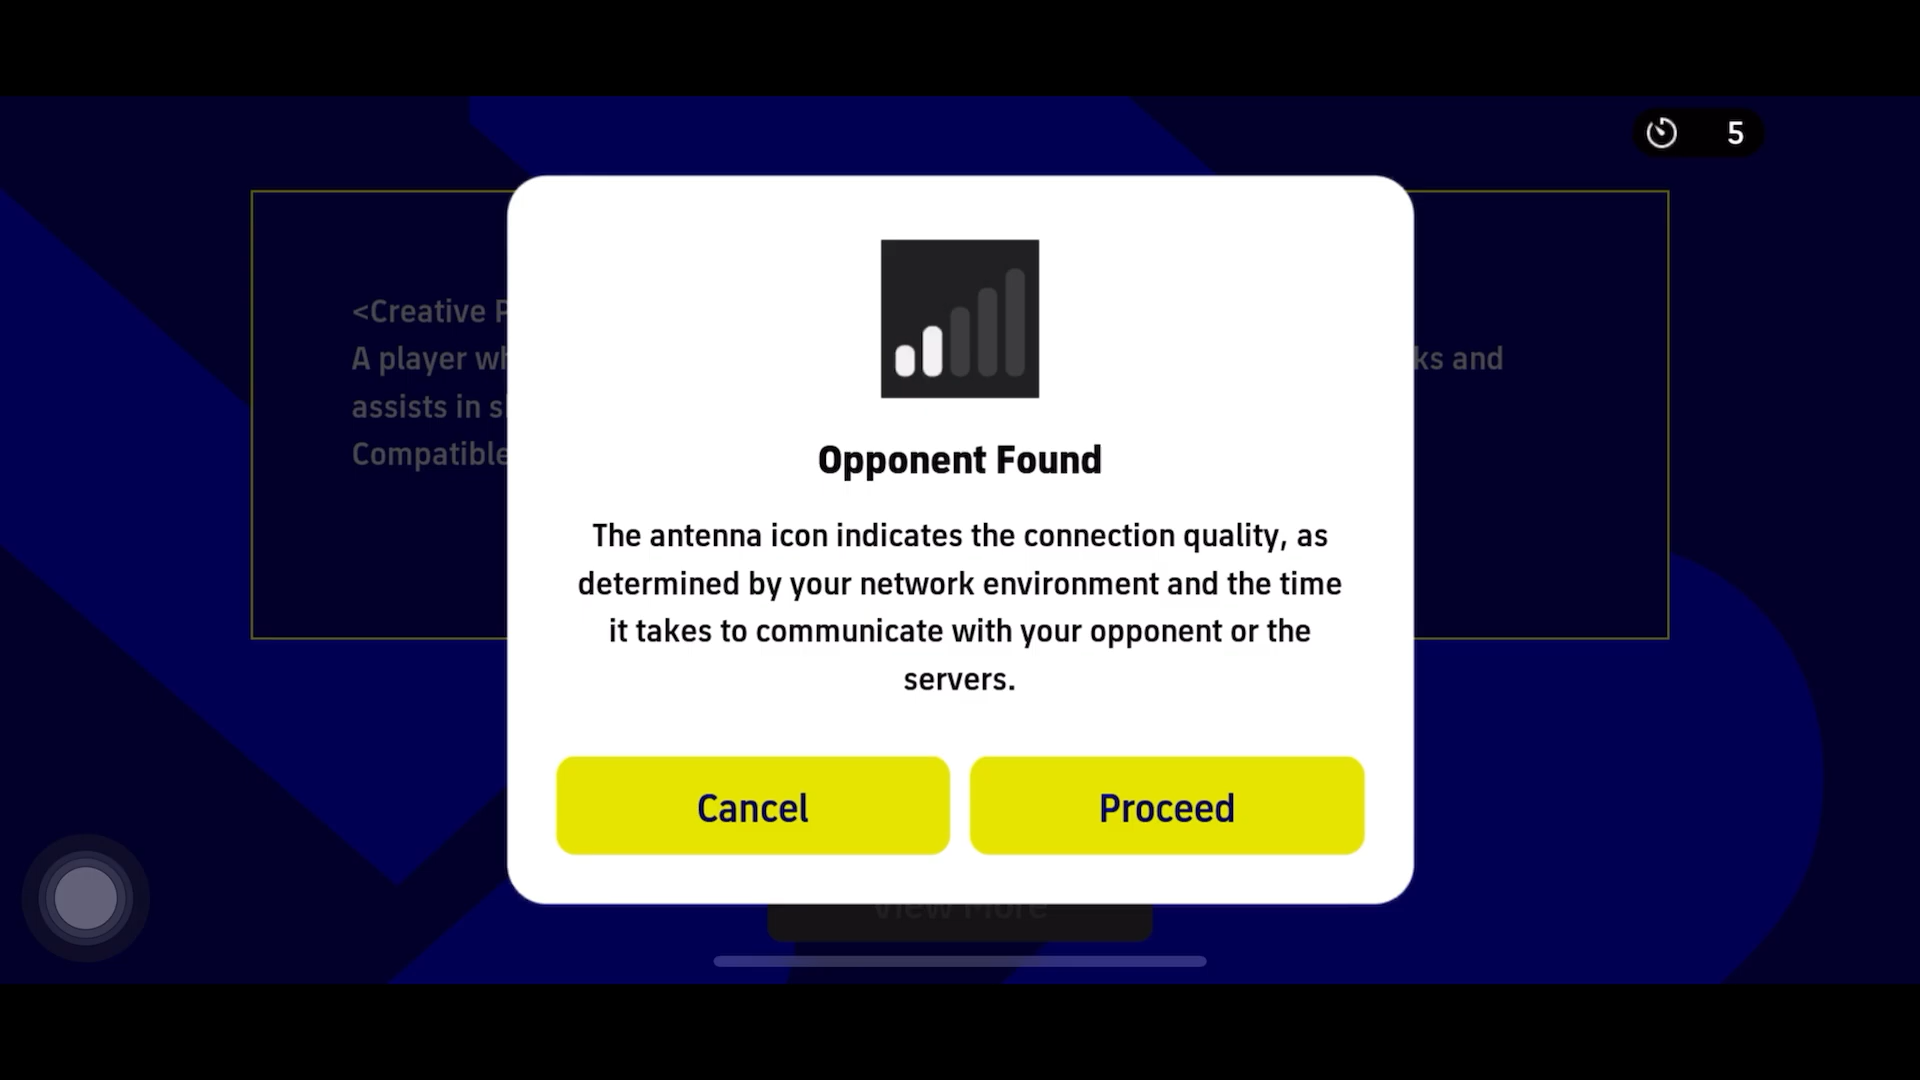 5
<Creative
A player
ks and
assists in
Compatible
Opponent Found
The antenna icon indicates the connection quality, as
determined by your network environment and the time
it takes to communicate with your opponent or the
servers.
Cancel
Proceed
View More